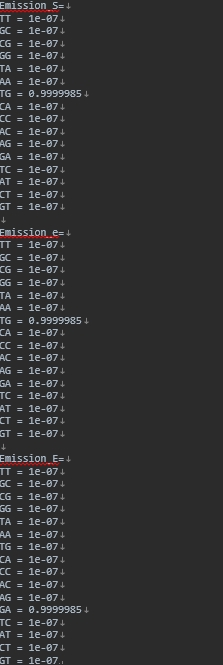 Emission_S=↓
TT = 1e-07↓
GC = 1e-07↓
CG = 1e-07↓
GG = 1e-07↓
TA = 1e-07↓
AA = 1e-07↓
TG = 0.9999985↓
CA = 1e-07↓
CC = 1e-07↓
AC = 1e-07↓
AG = 1e-07↓
GA = 1e-07↓
TC = 1e-07↓
AT = 1e-07↓
CT = 1e-07↓
GT = 1e-07↓
↓
Emission_e=↓
TT = 1e-07↓
GC = 1e-07↓
CG = 1e-07↓
GG = 1e-07↓
TA = 1e-07↓
AA = 1e-07↓
TG = 0.9999985↓
CA = 1e-07↓
CC = 1e-07↓
AC = 1e-07↓
AG = 1e-07↓
GA = 1e-07↓
TC = 1e-07↓
AT = 1e-07↓
CT = 1e-07↓
GT = 1e-07↓
↓
Emission_E=↓
TT = 1e-07↓
GC = 1e-07↓
CG = 1e-07↓
GG = 1e-07↓
TA = 1e-07↓
AA = 1e-07↓
TG = 1e-07↓
CA = 1e-07↓
CC = 1e-07↓
AC = 1e-07↓
AG = 1e-07↓
GA = 0.9999985↓
TC = 1e-07↓
AT = 1e-07↓
CT = 1e-07↓
GT = 1e-07